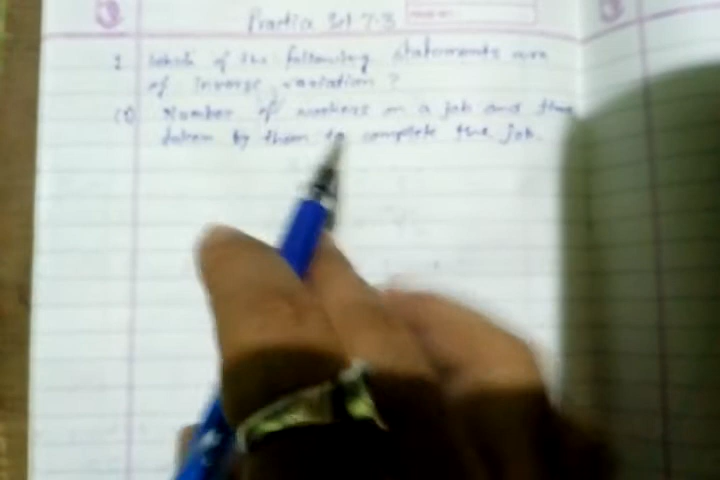 Practice Set 7.3
1 Which of the following statements are
of inverse variation ?
(1) Number of workers on a job and time
taken by them to complete the job.